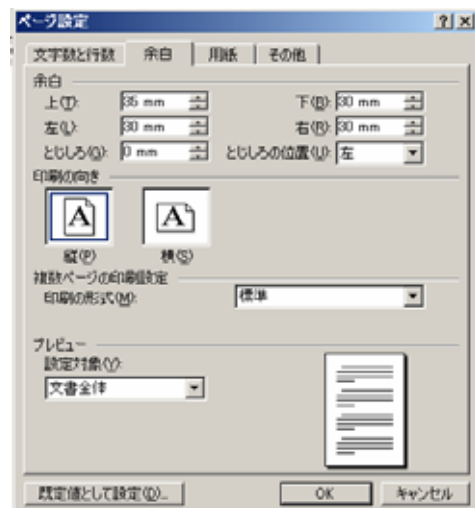 ページ設定 ? ×
文字数と行数 余白 用紙 その他
余白
上(T): 35 mm 下(B): 30 mm
左(L): 30 mm 右(R): 30 mm
とじしろ(G): 0 mm とじしろの位置(U): 左
印刷の向き
A A
縦(P) 横(S)
複数ページの印刷設定
印刷の形式(M): 標準
プレビュー
設定対象(Y):
文書全体
既定値として設定(D)... OK キャンセル